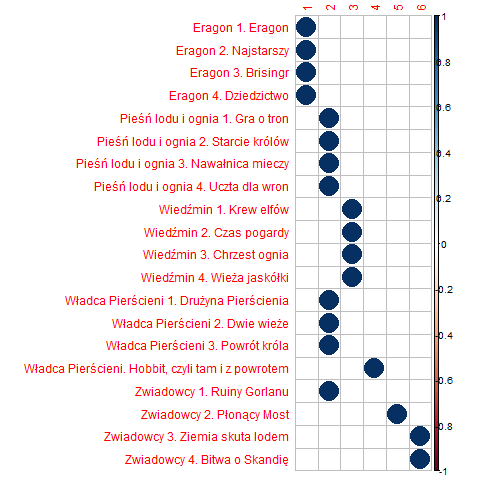 1 2 3 4 5 6
Eragon 1. Eragon
Eragon 2. Najstarszy
Eragon 3. Brisingr
Eragon 4. Dziedzictwo
Pieśń lodu i ognia 1. Gra o tron
Pieśń lodu i ognia 2. Starcie królów
Pieśń lodu i ognia 3. Nawałnica mieczy
Pieśń lodu i ognia 4. Uczta dla wron
Wiedźmin 1. Krew elfów
Wiedźmin 2. Czas pogardy
Wiedźmin 3. Chrzest ognia
Wiedźmin 4. Wieża jaskółki
Władca Pierścieni 1. Drużyna Pierścienia
Władca Pierścieni 2. Dwie wieże
Władca Pierścieni 3. Powrót króla
Władca Pierścieni. Hobbit, czyli tam i z powrotem
Zwiadowcy 1. Ruiny Gorlanu
Zwiadowcy 2. Płonący Most
Zwiadowcy 3. Ziemia skuta lodem
Zwiadowcy 4. Bitwa o Skandię
1
0.8
0.6
0.4
0.2
0
-0.2
-0.4
-0.6
-0.8
-1